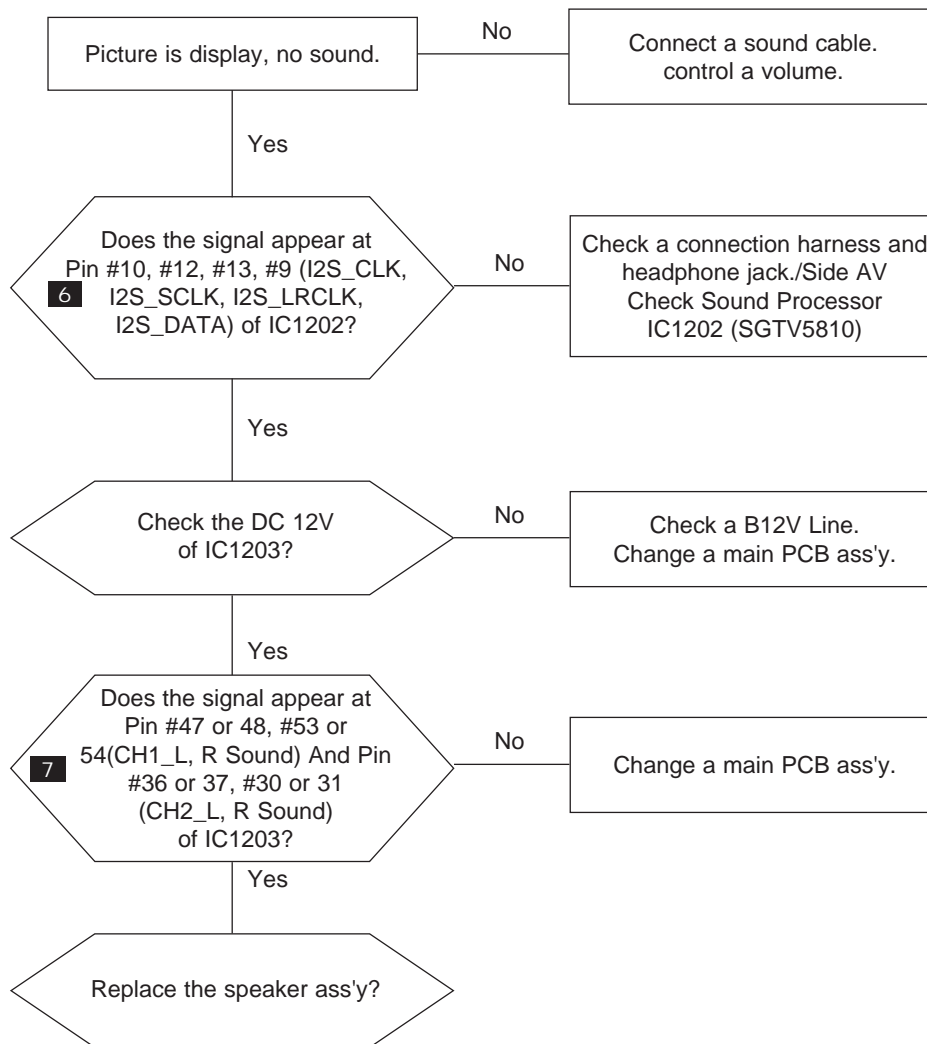 Picture is display, no sound.
No
Connect a sound cable.
control a volume.
Yes
Does the signal appear at
Pin #10, #12, #13, #9 (I2S_CLK,
6
I2S_SCLK, I2S_LRCLK,
I2S_DATA) of IC1202?
No
Check a connection harness and
headphone jack./Side AV
Check Sound Processor
IC1202 (SGTV5810)
Yes
Check the DC 12V
of IC1203?
No
Check a B12V Line.
Change a main PCB ass'y.
Yes
Does the signal appear at
Pin #47 or 48, #53 or
54(CH1_L, R Sound) And Pin
7
#36 or 37, #30 or 31
(CH2_L, R Sound)
of IC1203?
No
Change a main PCB ass'y.
Yes
Replace the speaker ass'y?